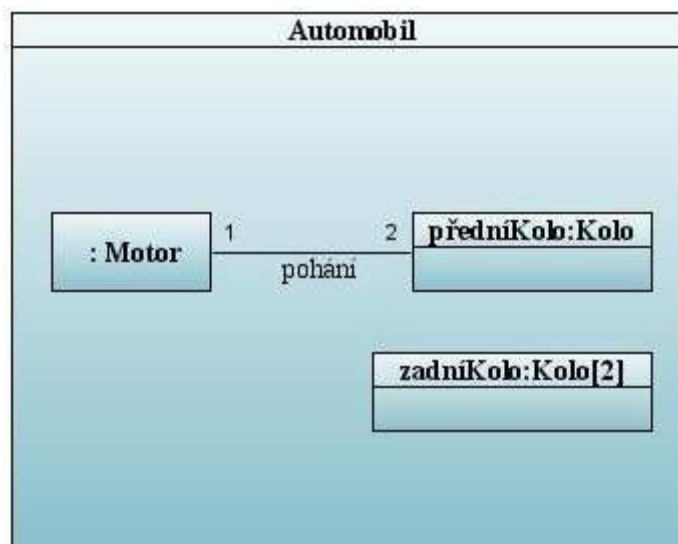 Automobil
: Motor
1
2
pohání
předníKolo:Kolo
zadníKolo:Kolo[2]